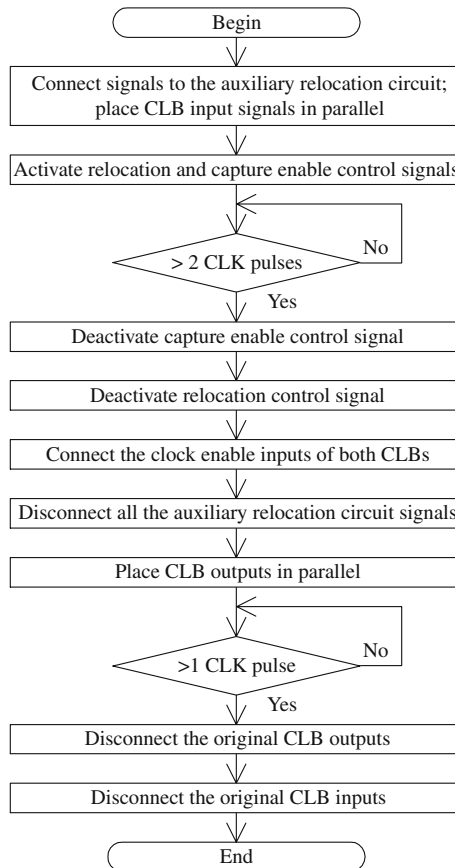 Begin
Connect signals to the auxiliary relocation circuit;
place CLB input signals in parallel
Activate relocation and capture enable control signals
> 2 CLK pulses
No
Yes
Deactivate capture enable control signal
Deactivate relocation control signal
Connect the clock enable inputs of both CLBs
Disconnect all the auxiliary relocation circuit signals
Place CLB outputs in parallel
No
>1 CLK pulse
Yes
Disconnect the original CLB outputs
Disconnect the original CLB inputs
End